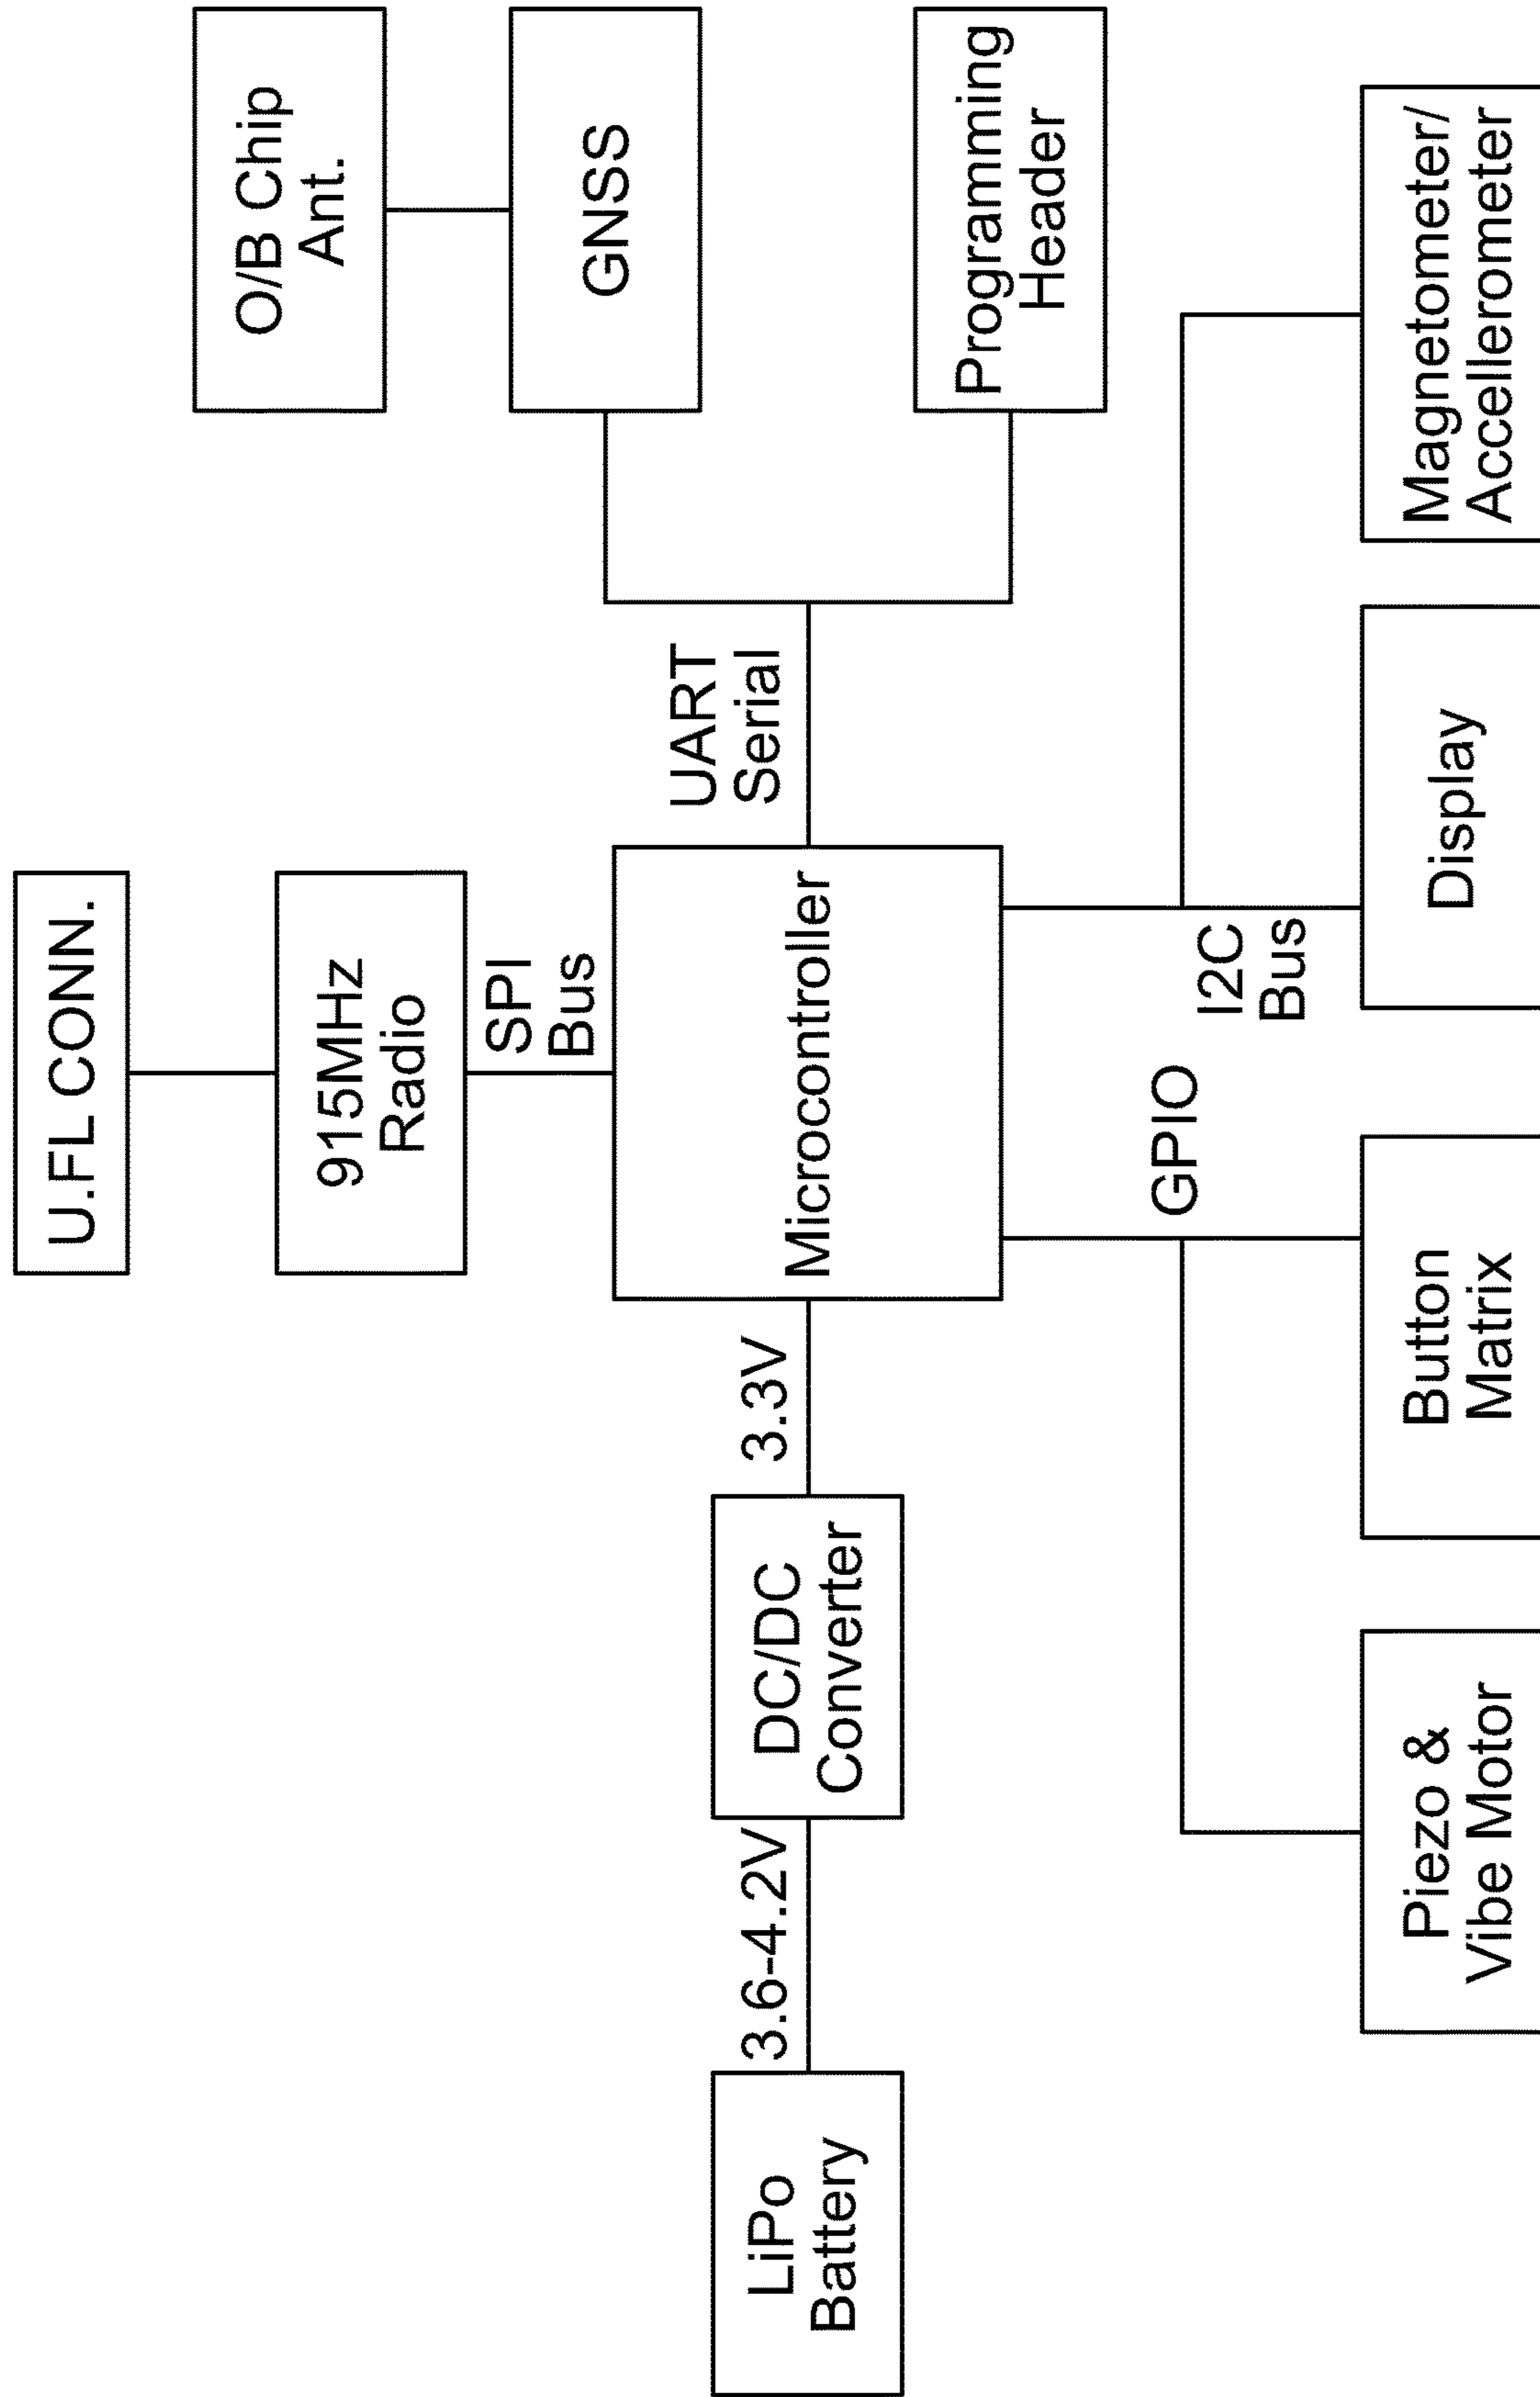 U.FL CONN.
915MHz
Radio
SPI
Bus
O/B Chip
Ant.
GNSS
UART
Serial
Programming
Header
LiPo
Battery
3.6-4.2V
DC/DC
Converter
3.3V
Microcontroller
GPIO
I2C
Bus
Piezo &
Vibe Motor
Button
Matrix
Display
Magnetometer/
Accellerometer